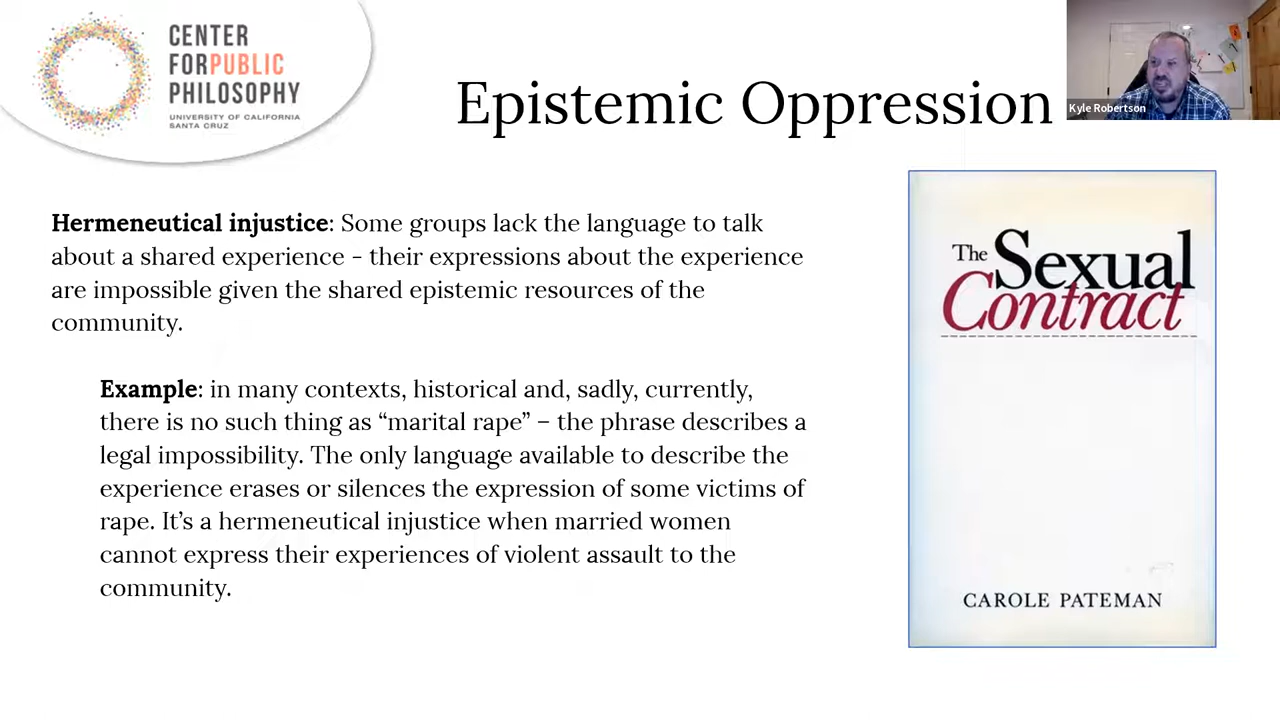 CENTER
FORPUBLIC
PHILOSOPHY
UNIVERSITY OF CALIFORNIA
SANTA CRUZ
Epistemic Oppression
Kyle Robertson
Hermeneutical injustice: Some groups lack the language to talk
about a shared experience - their expressions about the experience
are impossible given the shared epistemic resources of the
community.
Example: in many contexts, historical and, sadly, currently,
there is no such thing as “marital rape” – the phrase describes a
legal impossibility. The only language available to describe the
experience erases or silences the expression of some victims of
rape. It’s a hermeneutical injustice when married women
cannot express their experiences of violent assault to the
community.
The Sexual
Contract
CAROLE PATEMAN